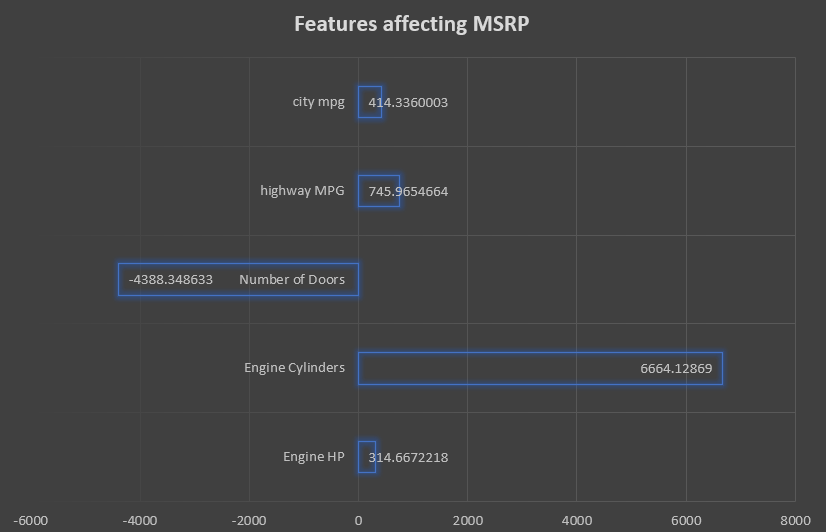 Features affecting MSRP
city mpg 414.3360003
highway MPG 745.9654664
-4388.348633 Number of Doors
Engine Cylinders 6664.12869
Engine HP 314.6672218
-6000 -4000 -2000 0 2000 4000 6000 8000